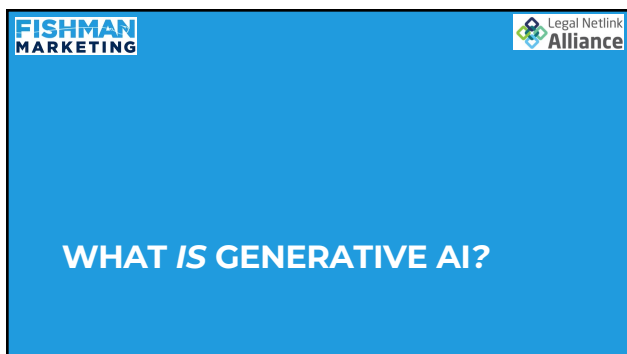 FISHMAN
MARKETING
Legal Netlink
Alliance
WHAT IS GENERATIVE AI?